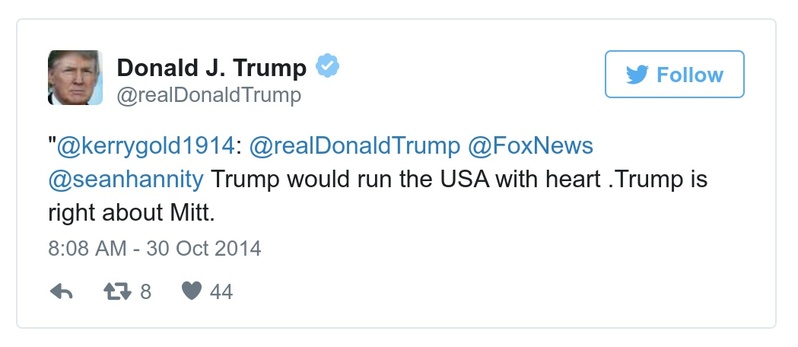 Donald J. Trump
@realDonaldTrump
Follow
"@kerrygold1914: @realDonaldTrump @FoxNews
@seanhannity Trump would run the USA with heart .Trump is
right about Mitt.
8:08 AM - 30 Oct 2014
8 44